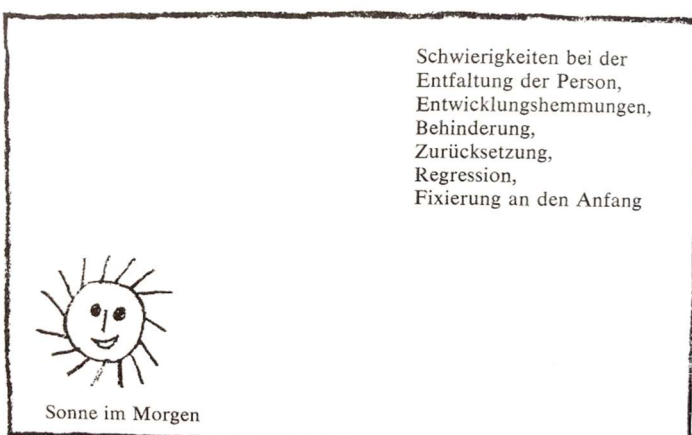 Schwierigkeiten bei der
Entfaltung der Person,
Entwicklungshemmungen,
Behinderung,
Zurücksetzung,
Regression,
Fixierung an den Anfang
Sonne im Morgen